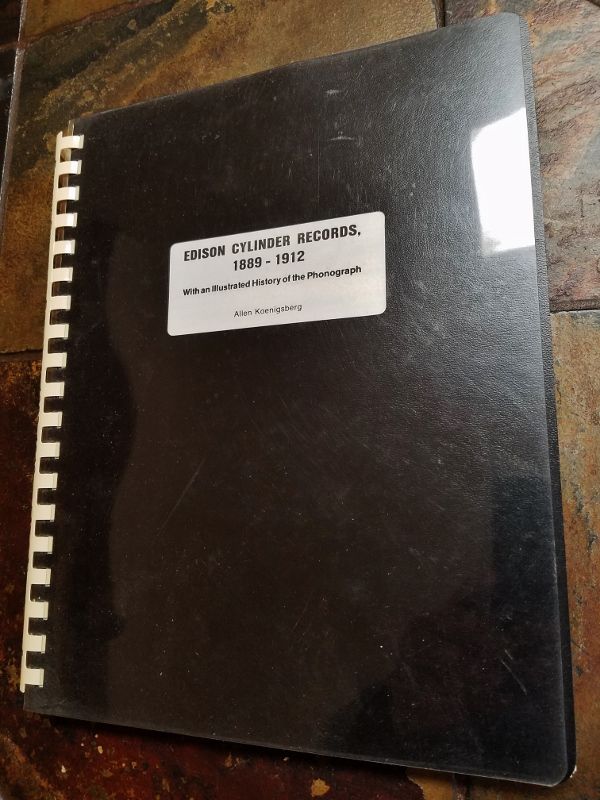 EDISON CYLINDER RECORDS,
1889 - 1912
With an Illustrated History of the Phonograph
Allen Koenigsberg